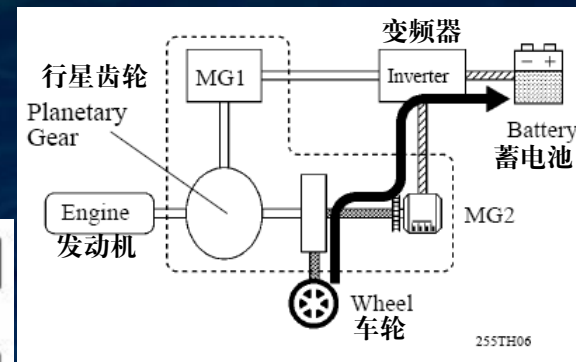 变频器
行星齿轮
MG1
Inverter
Planetary
Gear
Battery
蓄电池
Engine
发动机
MG2
Wheel
车轮
255TH06